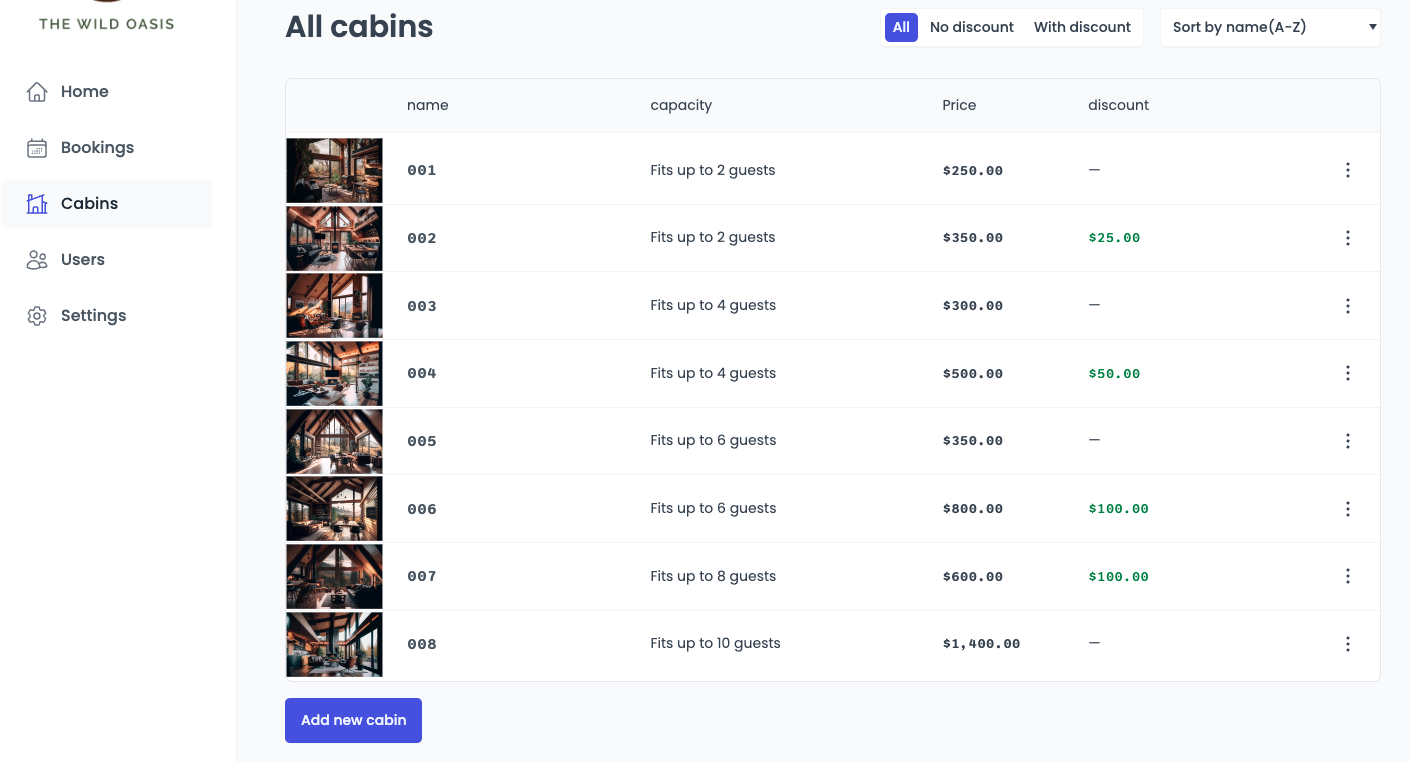 THE WILD OASIS
Home
Bookings
Cabins
Users
Settings
All cabins
All No discount With discount
Sort by name(A-Z)
name capacity Price discount
001 Fits up to 2 guests $250.00 —
002 Fits up to 2 guests $350.00 $25.00
003 Fits up to 4 guests $300.00 —
004 Fits up to 4 guests $500.00 $50.00
005 Fits up to 6 guests $350.00 —
006 Fits up to 6 guests $800.00 $100.00
007 Fits up to 8 guests $600.00 $100.00
008 Fits up to 10 guests $1,400.00 —
Add new cabin